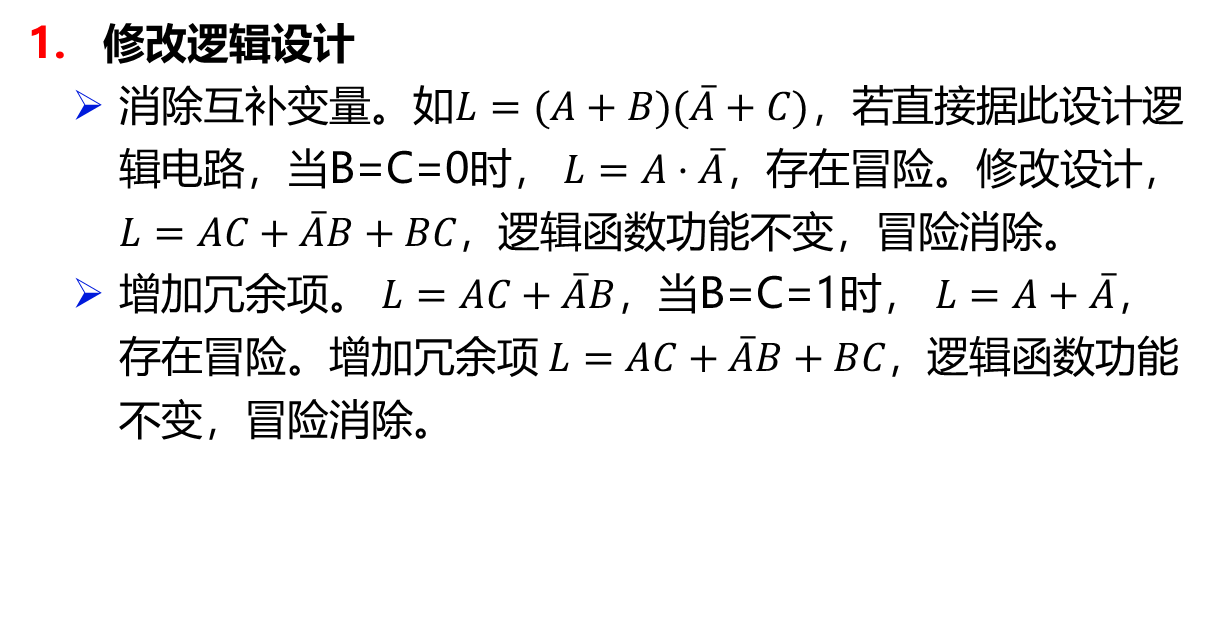 1. 修改逻辑设计
➢ 消除互补变量。如L = (A + B)(Ā + C)，若直接据此设计逻
辑电路，当B=C=0时， L = A · Ā，存在冒险。修改设计，
L = AC + ĀB + BC，逻辑函数功能不变，冒险消除。
➢ 增加冗余项。 L = AC + ĀB，当B=C=1时， L = A + Ā，
存在冒险。增加冗余项 L = AC + ĀB + BC，逻辑函数功能
不变，冒险消除。